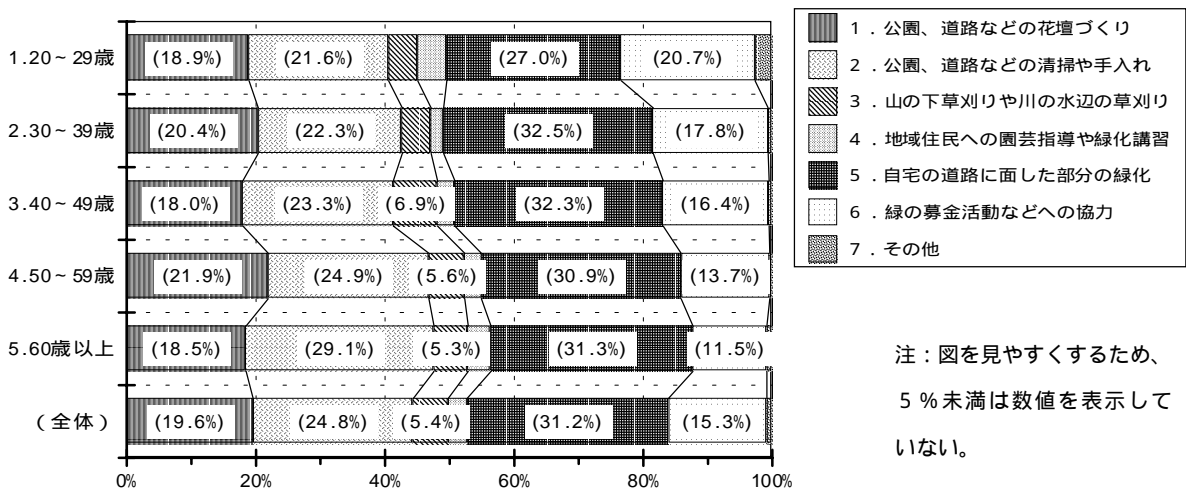 1.20~29歳 (18.9%) (21.6%) (27.0%) (20.7%)
2.30~39歳 (20.4%) (22.3%) (32.5%) (17.8%)
3.40~49歳 (18.0%) (23.3%) (6.9%) (32.3%) (16.4%)
4.50~59歳 (21.9%) (24.9%) (5.6%) (30.9%) (13.7%)
5.60歳以上 (18.5%) (29.1%) (5.3%) (31.3%) (11.5%)
(全体) (19.6%) (24.8%) (5.4%) (31.2%) (15.3%)
0% 20% 40% 60% 80% 100%
1.公園、道路などの花壇づくり
2.公園、道路などの清掃や手入れ
3.山の下草刈りや川の水辺の草刈り
4.地域住民への園芸指導や緑化講習
5.自宅の道路に面した部分の緑化
6.緑の募金活動などへの協力
7.その他
注:図を見やすくするため、
5%未満は数値を表示して
いない。